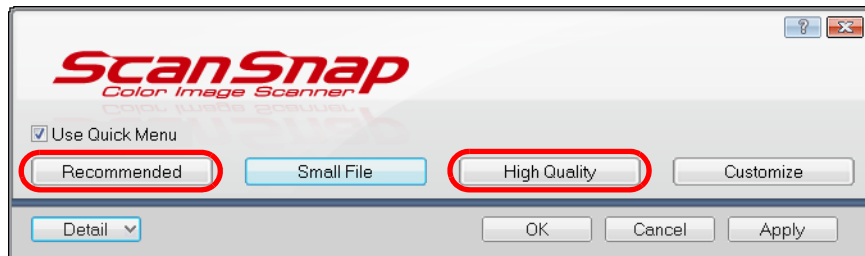 ?
ScanSnap
Color Image Scanner
Use Quick Menu
Recommended Small File High Quality Customize
Detail OK Cancel Apply